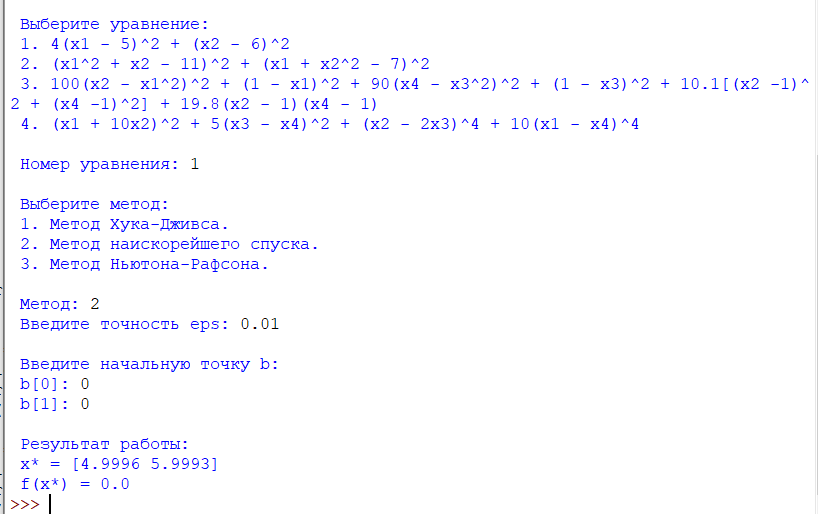 Выберите уравнение:
1. 4(x1 - 5)^2 + (x2 - 6)^2
2. (x1^2 + x2 - 11)^2 + (x1 + x2^2 - 7)^2
3. 100(x2 - x1^2)^2 + (1 - x1)^2 + 90(x4 - x3^2)^2 + (1 - x3)^2 + 10.1[(x2 -1)^
2 + (x4 -1)^2] + 19.8(x2 - 1)(x4 - 1)
4. (x1 + 10x2)^2 + 5(x3 - x4)^2 + (x2 - 2x3)^4 + 10(x1 - x4)^4
Номер уравнения: 1
Выберите метод:
1. Метод Хука-Дживса.
2. Метод наискорейшего спуска.
3. Метод Ньютона-Рафсона.
Метод: 2
Введите точность eps: 0.01
Введите начальную точку b:
b[0]: 0
b[1]: 0
Результат работы:
x* = [4.9996 5.9993]
f(x*) = 0.0
>>>